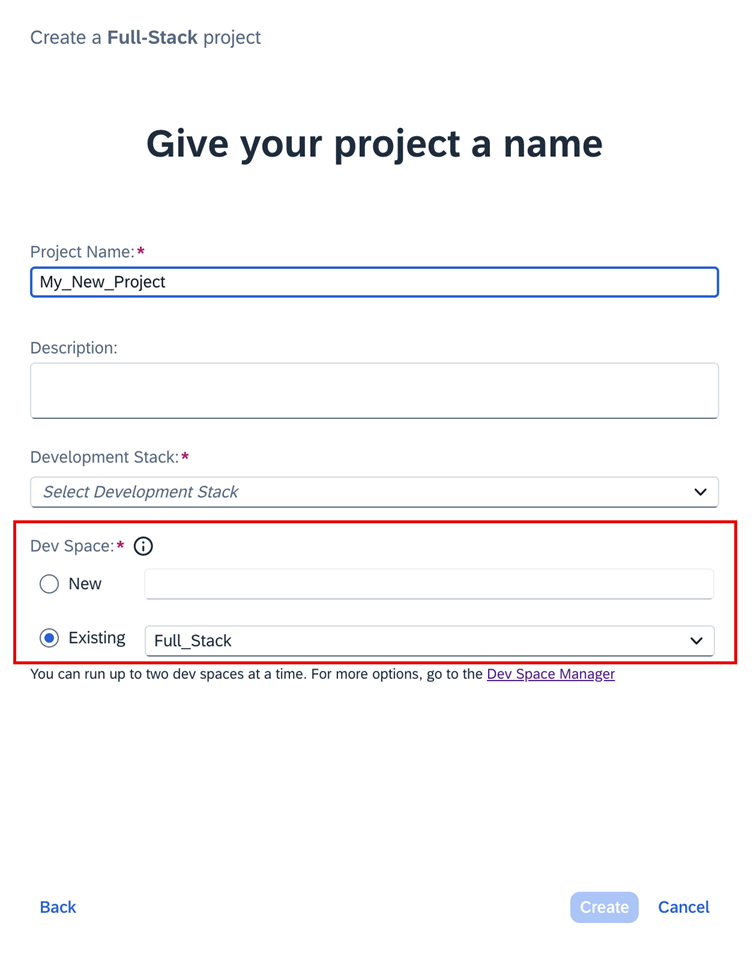 Create a Full-Stack project
Give your project a name
Project Name:*
My_New_Project
Description:
Development Stack:*
Select Development Stack
Dev Space:*
New
Existing
Full_Stack
You can run up to two dev spaces at a time. For more options, go to the Dev Space Manager
Back
Create
Cancel